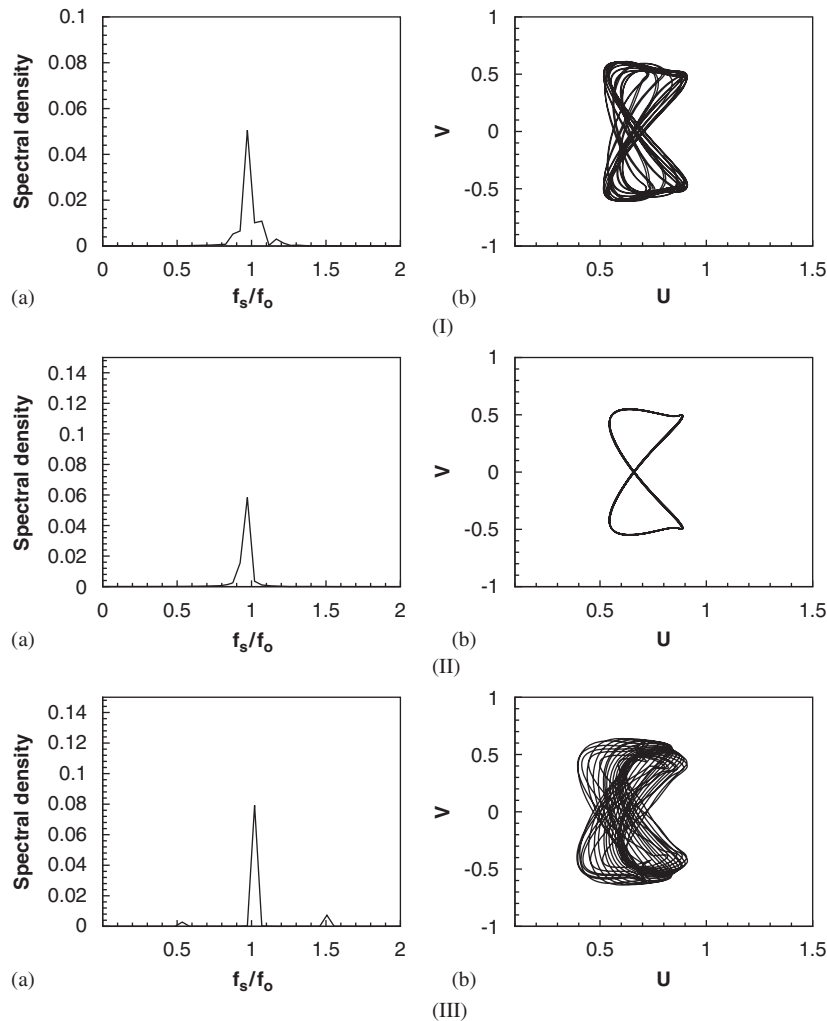 0.1
0.08
0.06
0.04
0.02
0
Spectral density
0 0.5 1 1.5 2
fs/fo
(a)
1
0.5
0
-0.5
-1
V
0.5 1 1.5
U
(b)
(I)
0.14
0.12
0.1
0.08
0.06
0.04
0.02
0
Spectral density
0 0.5 1 1.5 2
fs/fo
(a)
1
0.5
0
-0.5
-1
V
0.5 1 1.5
U
(b)
(II)
0.14
0.12
0.1
0.08
0.06
0.04
0.02
0
Spectral density
0.5 1 1.5 2
fs/fo
(a)
1
0.5
0
-0.5
-1
V
0.5 1 1.5
U
(b)
(III)